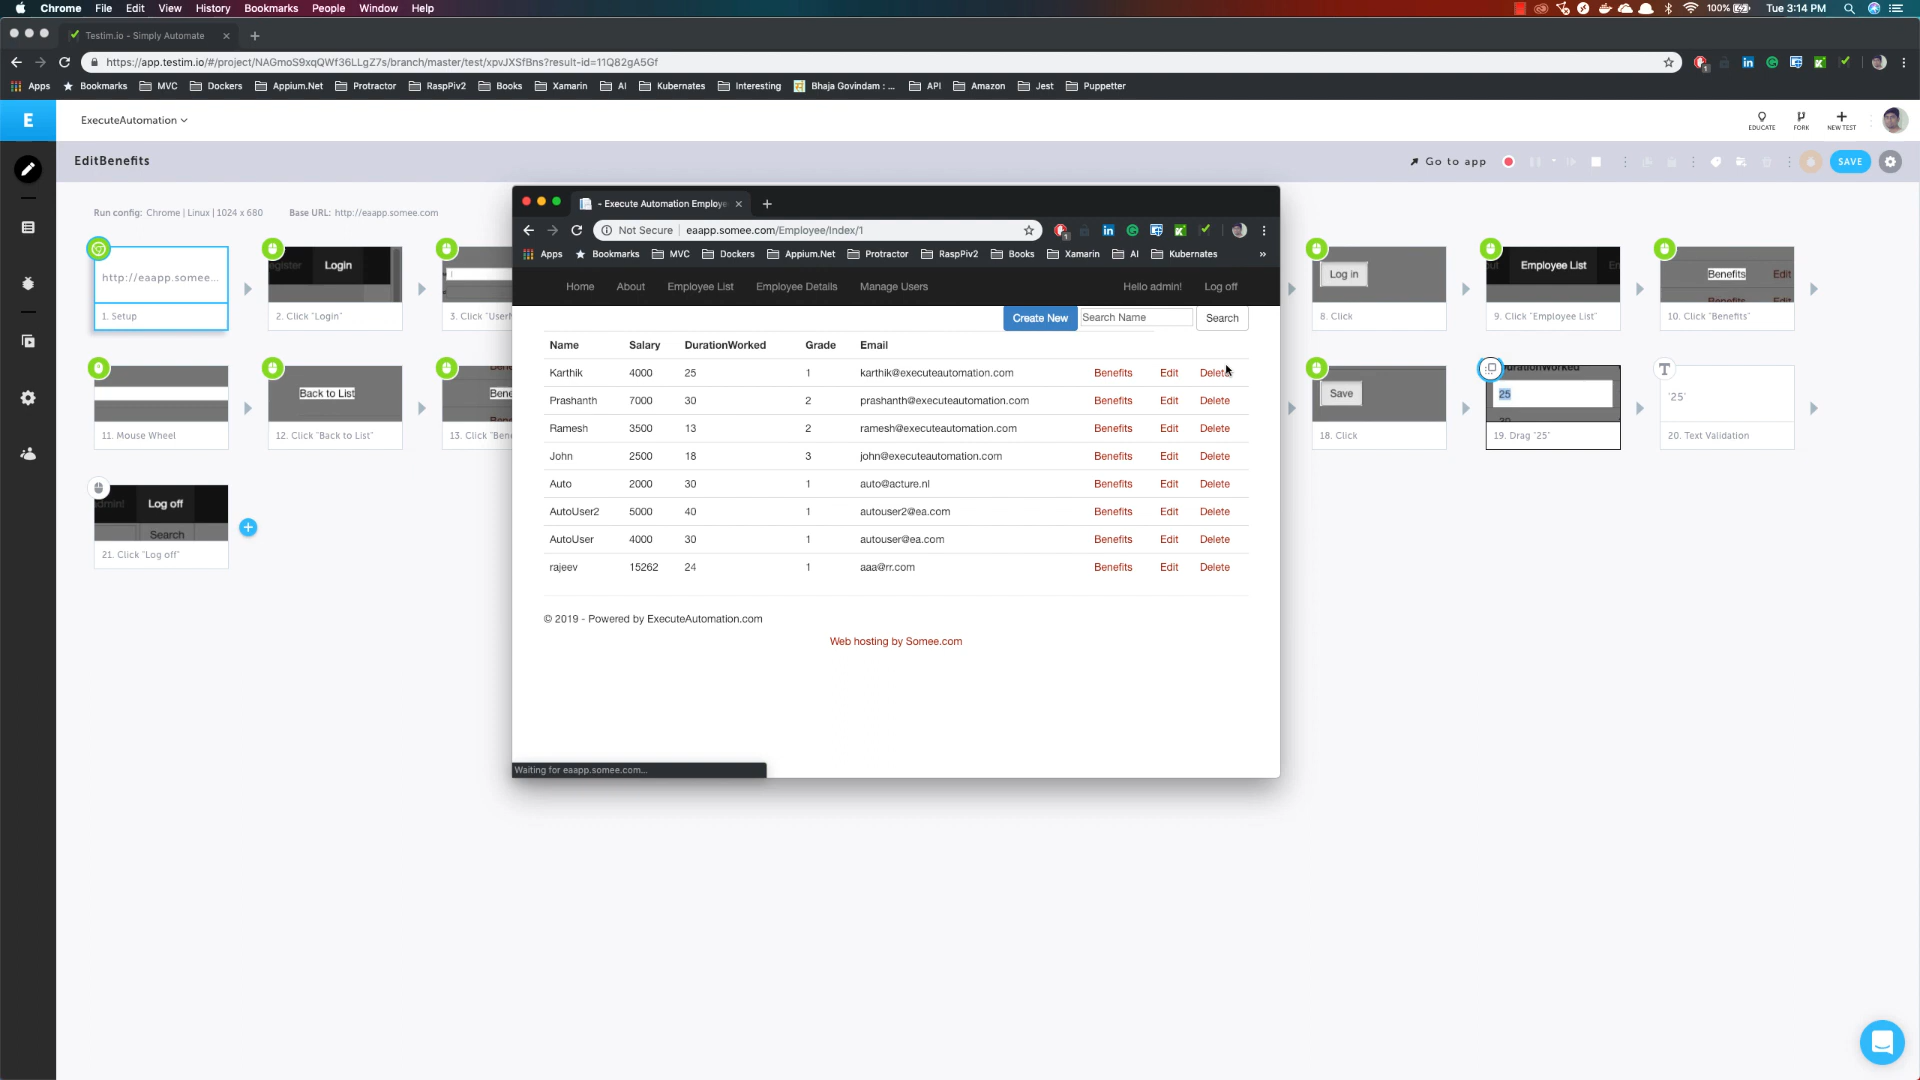 Chrome File Edit View History Bookmarks People Window Help
100% Tue 3:14 PM
Testim.io - Simply Automate
https://app.testim.io/#/project/NAGmoS9xqQWf36LLgZ7s/branch/master/test/xpvJXSfBns?result-id=11Q82gA5Gf
Apps Bookmarks MVC Dockers Appium.Net Protractor RaspPiv2 Books Xamarin AI Kubernetes Interesting Bhaja Govindam : ... API Amazon Jest Puppetter
E ExecuteAutomation
EDUCATE FORK NEW TEST
EditBenefits
Go to app SAVE
Run config: Chrome | Linux | 1024 x 680 Base URL: http://eaapp.somee.com
http://eaapp.somee...
1. Setup
Login
2. Click "Login"
Log in
8. Click
Employee List
9. Click "Employee List"
Benefits Edit
10. Click "Benefits"
11. Mouse Wheel
Back to List
12. Click "Back to List"
Save
18. Click
25
19. Drag "25"
'25'
20. Text Validation
Log off
Search
21. Click "Log off"
- Execute Automation Employe
Not Secure eaapp.somee.com/Employee/Index/1
Apps Bookmarks MVC Dockers Appium.Net Protractor RaspPiv2 Books Xamarin AI Kubernetes »
Home About Employee List Employee Details Manage Users Hello admin! Log off
Create New Search Name Search
Name Salary DurationWorked Grade Email
Karthik 4000 25 1 karthik@executeautomation.com Benefits Edit Delete
Prashanth 7000 30 2 prashanth@executeautomation.com Benefits Edit Delete
Ramesh 3500 13 2 ramesh@executeautomation.com Benefits Edit Delete
John 2500 18 3 john@executeautomation.com Benefits Edit Delete
Auto 2000 30 1 auto@acture.nl Benefits Edit Delete
AutoUser2 5000 40 1 autouser2@ea.com Benefits Edit Delete
AutoUser 4000 30 1 autouser@ea.com Benefits Edit Delete
rajeev 15262 24 1 aaa@rr.com Benefits Edit Delete
© 2019 - Powered by ExecuteAutomation.com
Web hosting by Somee.com
Waiting for eaapp.somee.com...